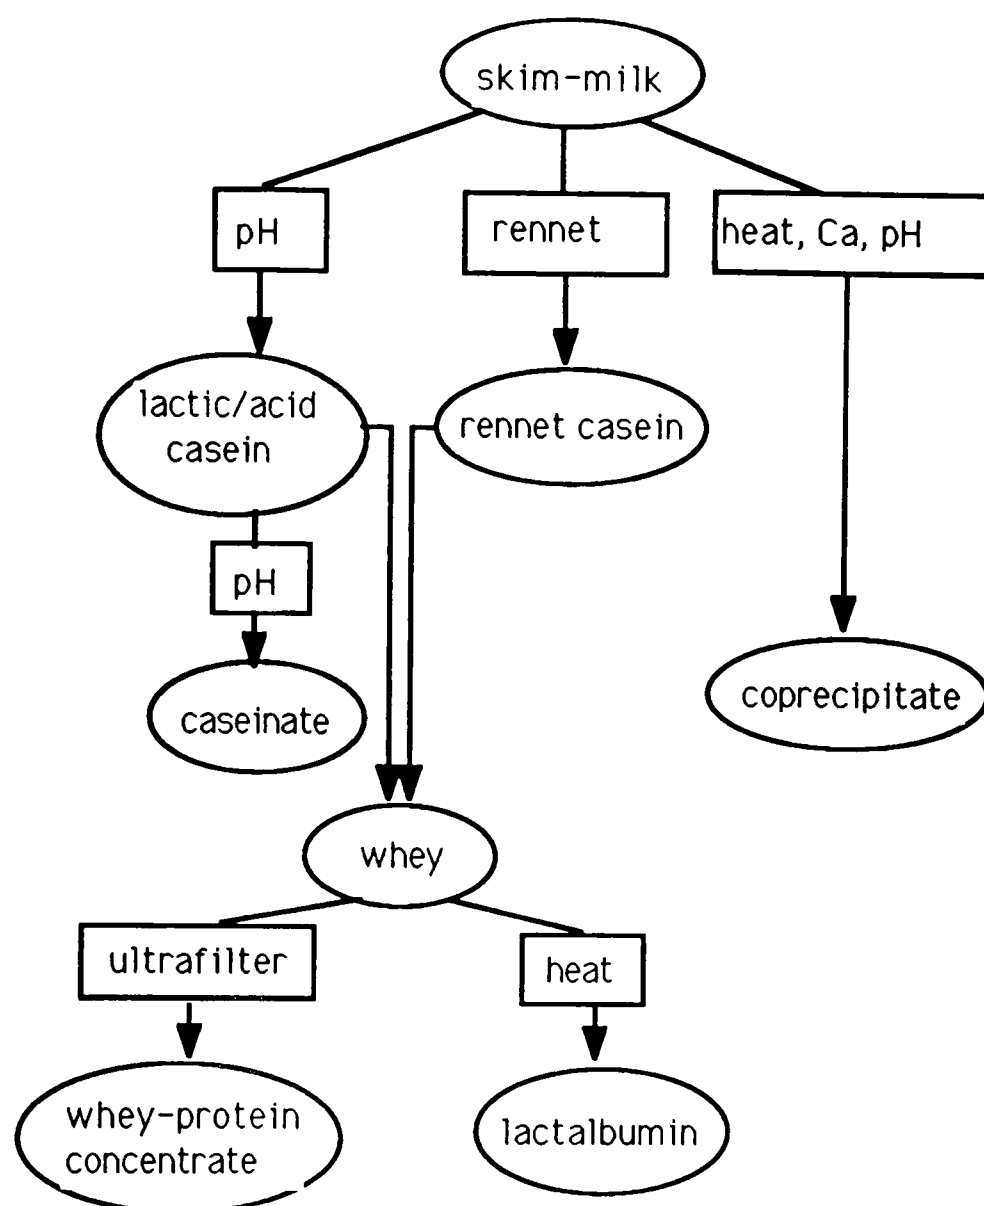 skim-milk
pH
rennet
heat, Ca, pH
lactic/acid
casein
rennet casein
pH
caseinate
coprecipitate
whey
ultrafilter
heat
whey-protein
concentrate
lactalbumin